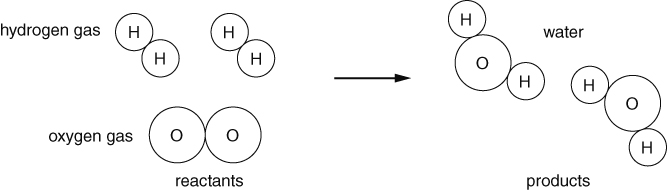 hydrogen gas
H
H
H
H
oxygen gas
O
O
reactants
H
O
H
water
H
O
H
products